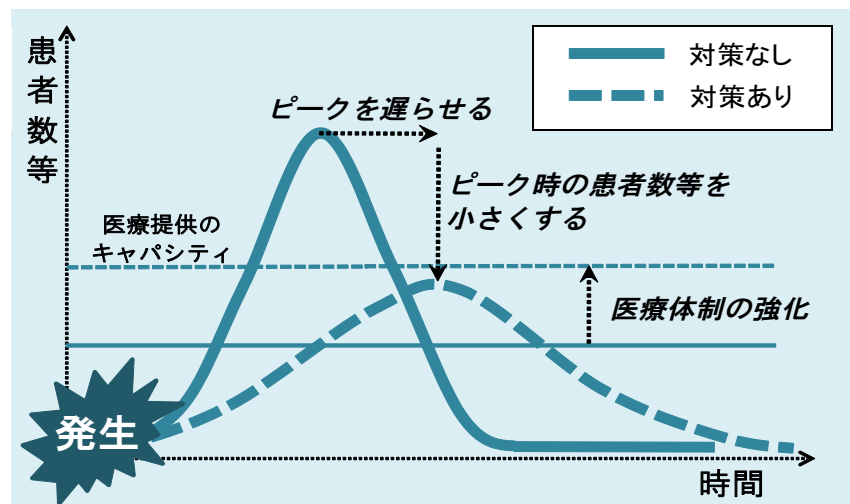 患者数等
対策なし
対策あり
ピークを遅らせる
ピーク時の患者数等を
小さくする
医療提供の
キャパシティ
医療体制の強化
発生
時間